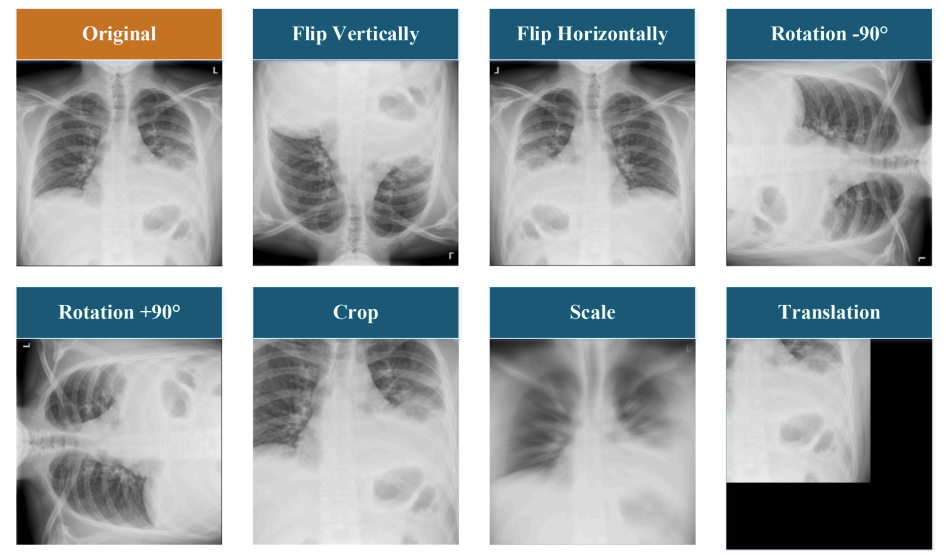 Original
Flip Vertically
Flip Horizontally
Rotation -90°
L
Rotation +90°
Crop
Scale
Translation